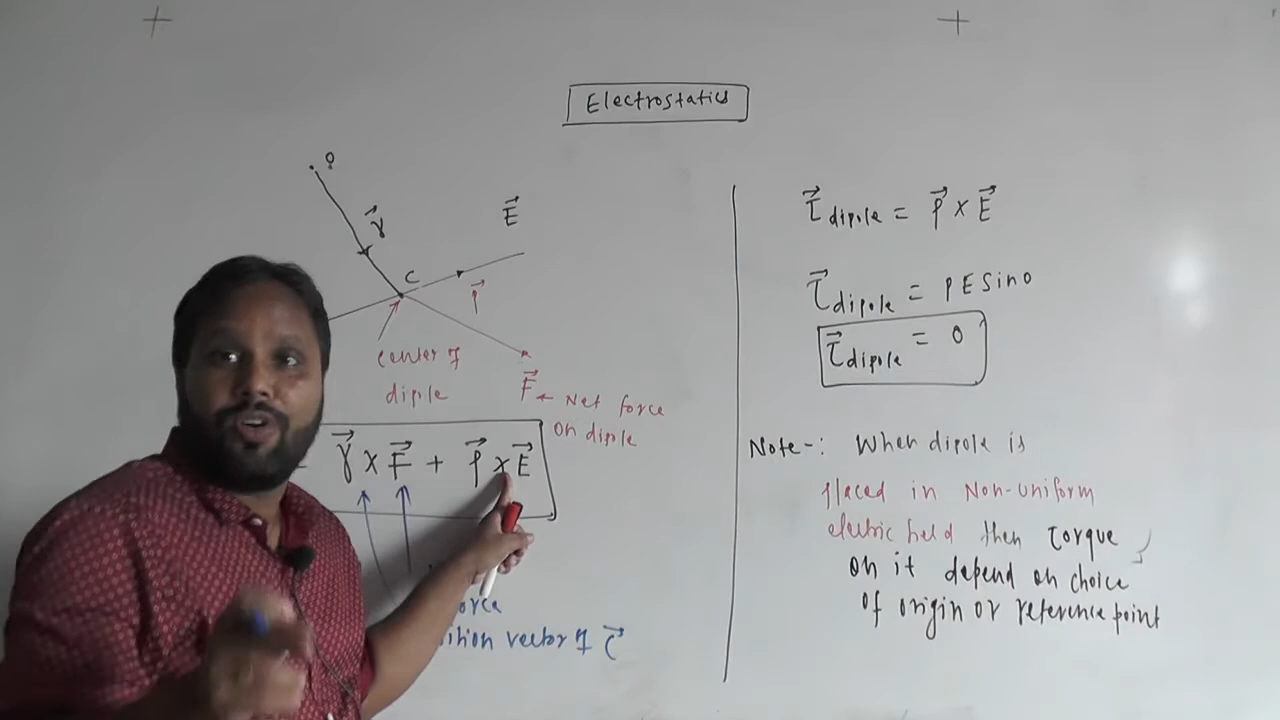 Electrostatics
O
r⃗
E⃗
C
P⃗
center of
diple
F⃗ ← Net force
on dipole
= r⃗ × F⃗ + P⃗ × E⃗
orce
ition vector of C⃗
τ⃗dipole = P⃗ × E⃗
τ⃗dipole = PE Sin0
τ⃗dipole = 0
Note-: When dipole is
placed in Non-uniform
electric field then torque
on it depend on choice
of origin or reference point